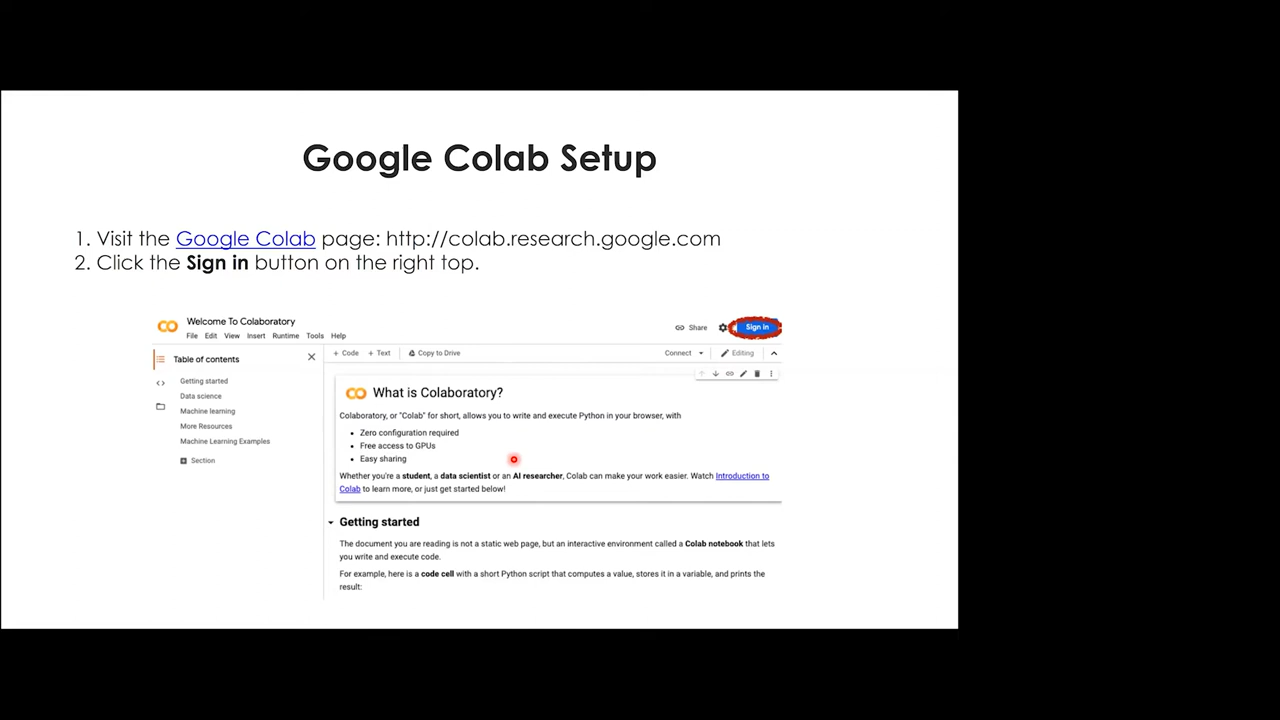 Google Colab Setup
1. Visit the Google Colab page: http://colab.research.google.com
2. Click the Sign in button on the right top.
Welcome To Colaboratory
File Edit View Insert Runtime Tools Help
Share
Sign in
Table of contents
+ Code + Text Copy to Drive
Connect
Editing
Getting started
Data science
Machine learning
More Resources
Machine Learning Examples
Section
What is Colaboratory?
Colaboratory, or "Colab" for short, allows you to write and execute Python in your browser, with
• Zero configuration required
• Free access to GPUs
• Easy sharing
Whether you're a student, a data scientist or an AI researcher, Colab can make your work easier. Watch Introduction to
Colab to learn more, or just get started below!
Getting started
The document you are reading is not a static web page, but an interactive environment called a Colab notebook that lets
you write and execute code.
For example, here is a code cell with a short Python script that computes a value, stores it in a variable, and prints the
result: